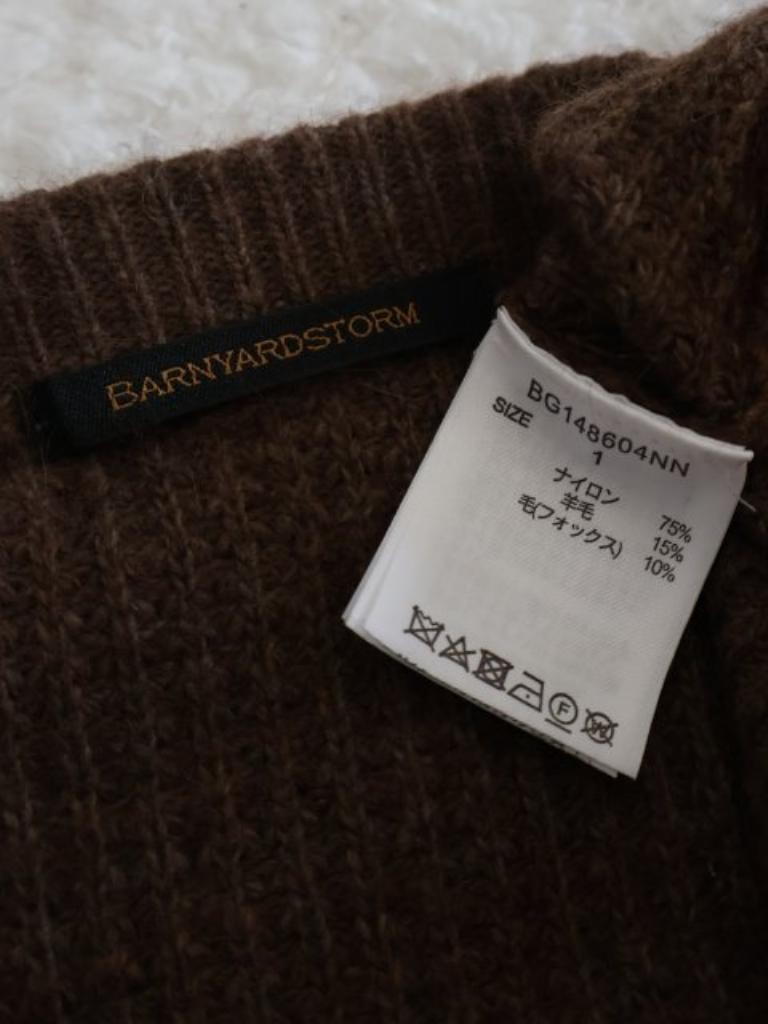 BARNYARDSTORM
BG148604NN
SIZE 1
ナイロン 75%
羊毛 15%
毛(フォックス) 10%
F
W